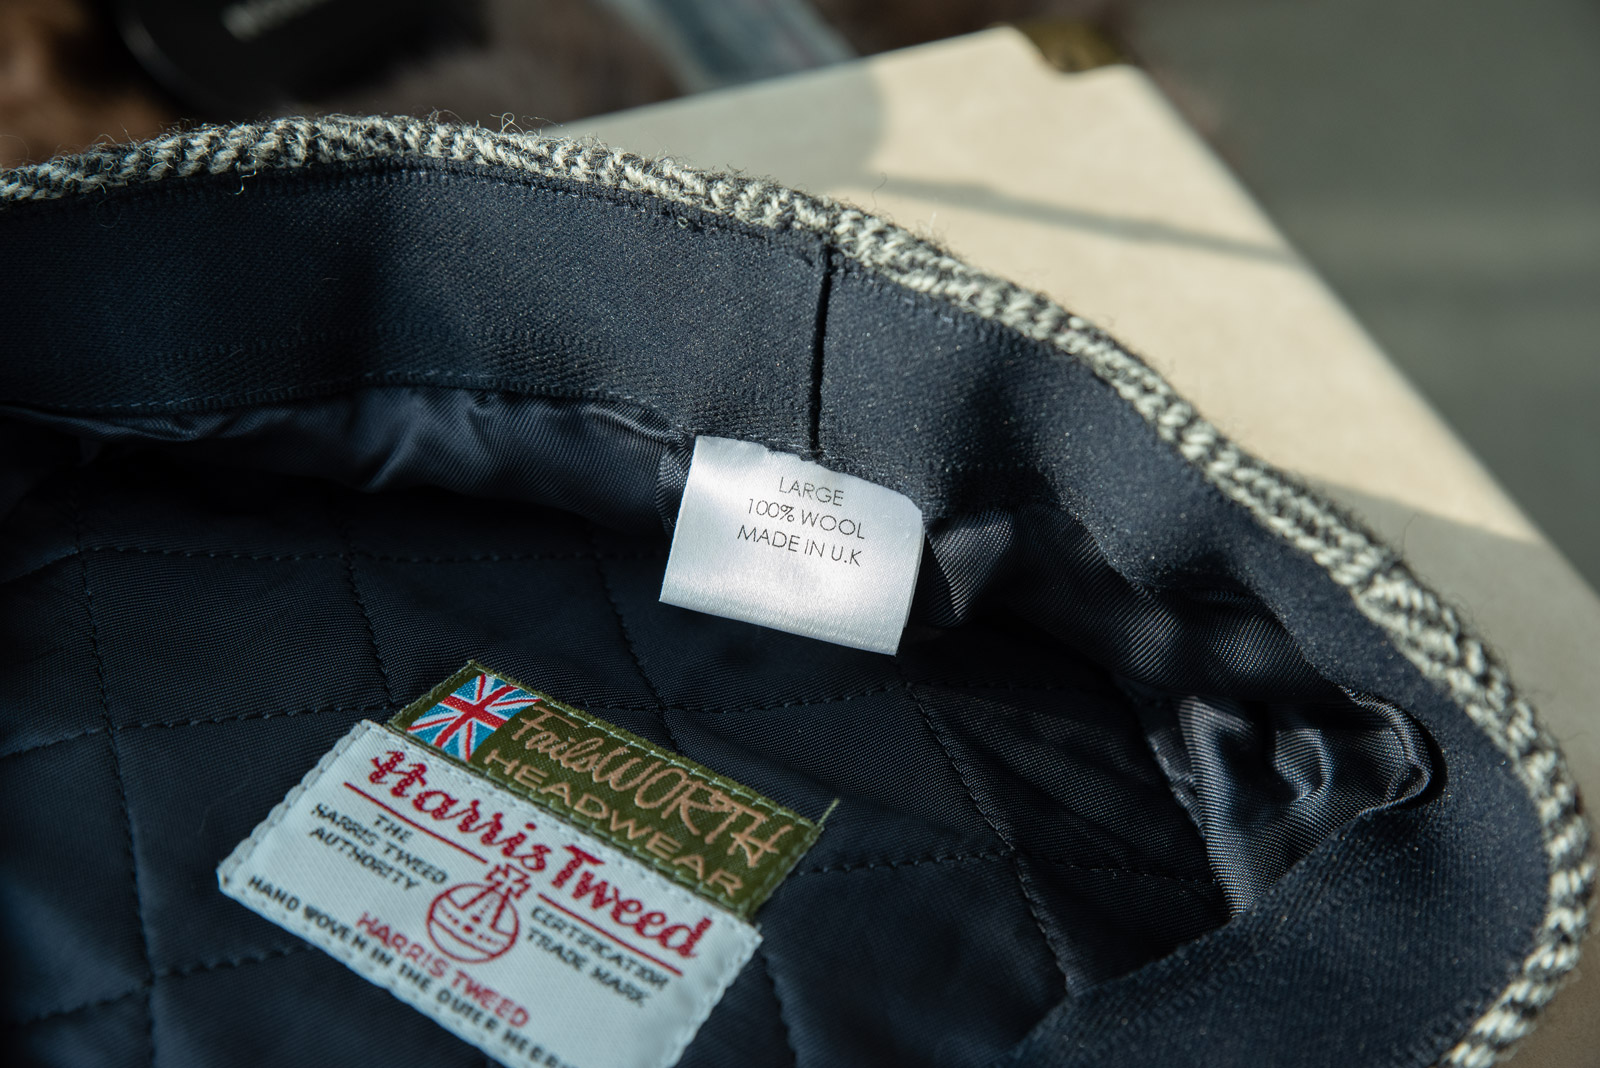 LARGE
100% WOOL
MADE IN U.K
FailsWORTH
HEADWEAR
Harris Tweed
THE
HARRIS TWEED
AUTHORITY
CERTIFICATION
TRADE MARK
HARRIS TWEED
HAND WOVEN IN THE OUTER